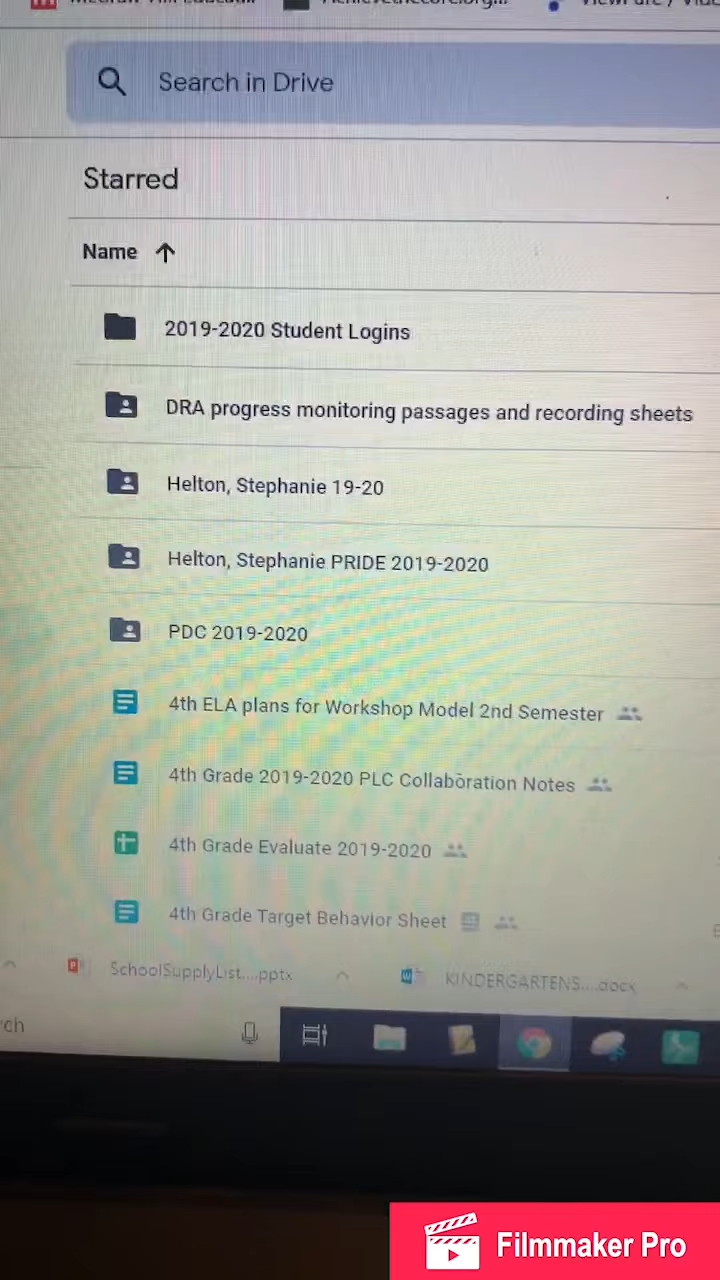 Search in Drive
Starred
Name
2019-2020 Student Logins
DRA progress monitoring passages and recording sheets
Helton, Stephanie 19-20
Helton, Stephanie PRIDE 2019-2020
PDC 2019-2020
4th ELA plans for Workshop Model 2nd Semester
4th Grade 2019-2020 PLC Collaboration Notes
4th Grade Evaluate 2019-2020
4th Grade Target Behavior Sheet
SchoolSupplyList....pptx
KINDERGARTENS....docx
rch
Filmmaker Pro